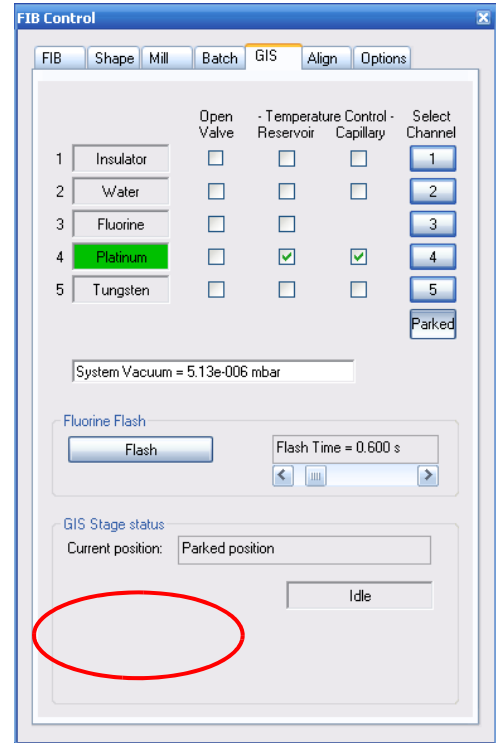 FIB Control
FIB Shape Mill Batch GIS Align Options
Open - Temperature Control - Select
Valve Reservoir Capillary Channel
1 Insulator 1
2 Water 2
3 Fluorine 3
4 Platinum 4
5 Tungsten 5
Parked
System Vacuum = 5.13e-006 mbar
Fluorine Flash
Flash Flash Time = 0.600 s
GIS Stage status
Current position: Parked position
Idle